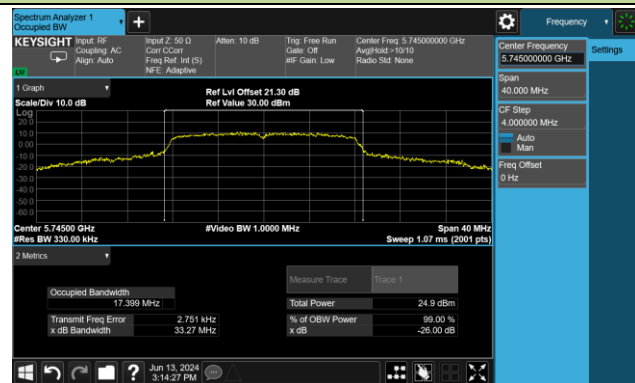 Spectrum Analyzer 1
Occupied BW
Frequency
KEYSIGHT
Input: RF
Coupling: AC
Align: Auto
Input Z: 50 Ω
Corr CCorr
Freq Ref: Int (S)
NFE: Adaptive
Atten: 10 dB
Trig: Free Run
Gate: Off
#IF Gain: Low
Center Freq: 5.745000000 GHz
Avg|Hold:>10/10
Radio Std: None
Center Frequency
5.745000000 GHz
Settings
Span
40.000 MHz
CF Step
4.000000 MHz
Auto
Man
Freq Offset
0 Hz
1 Graph
Scale/Div 10.0 dB
Ref Lvl Offset 21.30 dB
Ref Value 30.00 dBm
Log
20.0
10.0
0.00
-10.0
-20.0
-30.0
-40.0
-50.0
-60.0
Center 5.74500 GHz
#Video BW 1.0000 MHz
Span 40 MHz
#Res BW 330.00 kHz
Sweep 1.07 ms (2001 pts)
2 Metrics
Measure Trace
Trace 1
Occupied Bandwidth
17.399 MHz
Total Power
24.9 dBm
Transmit Freq Error
2.751 kHz
% of OBW Power
99.00 %
x dB Bandwidth
33.27 MHz
x dB
-26.00 dB
?
Jun 13, 2024
3:14:27 PM